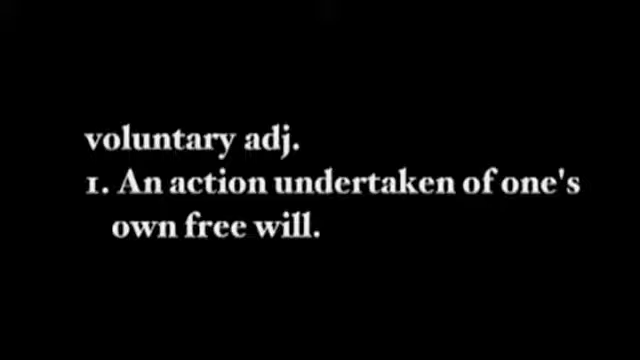 voluntary adj.
1. An action undertaken of one's
own free will.